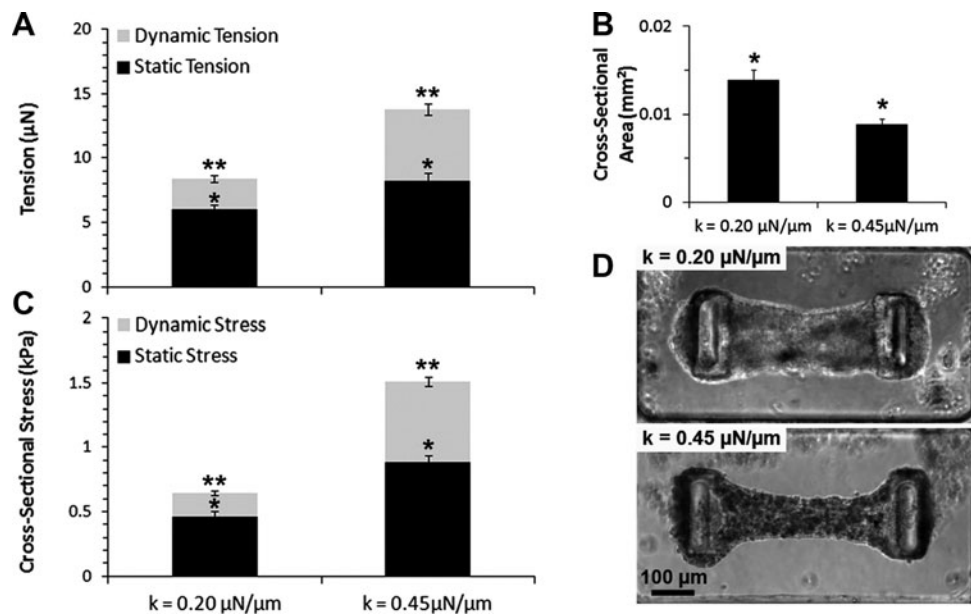 A
20
15
10
5
0
Tension (µN)
Dynamic Tension
Static Tension
**
*
**
*
B
0.02
0.01
0
Cross-Sectional
Area (mm²)
*
*
k = 0.20 µN/µm
k = 0.45µN/µm
C
2
1.5
1
0.5
0
Cross-Sectional Stress (kPa)
Dynamic Stress
Static Stress
**
*
**
*
k = 0.20 µN/µm
k = 0.45µN/µm
D
k = 0.20 µN/µm
k = 0.45 µN/µm
100 µm